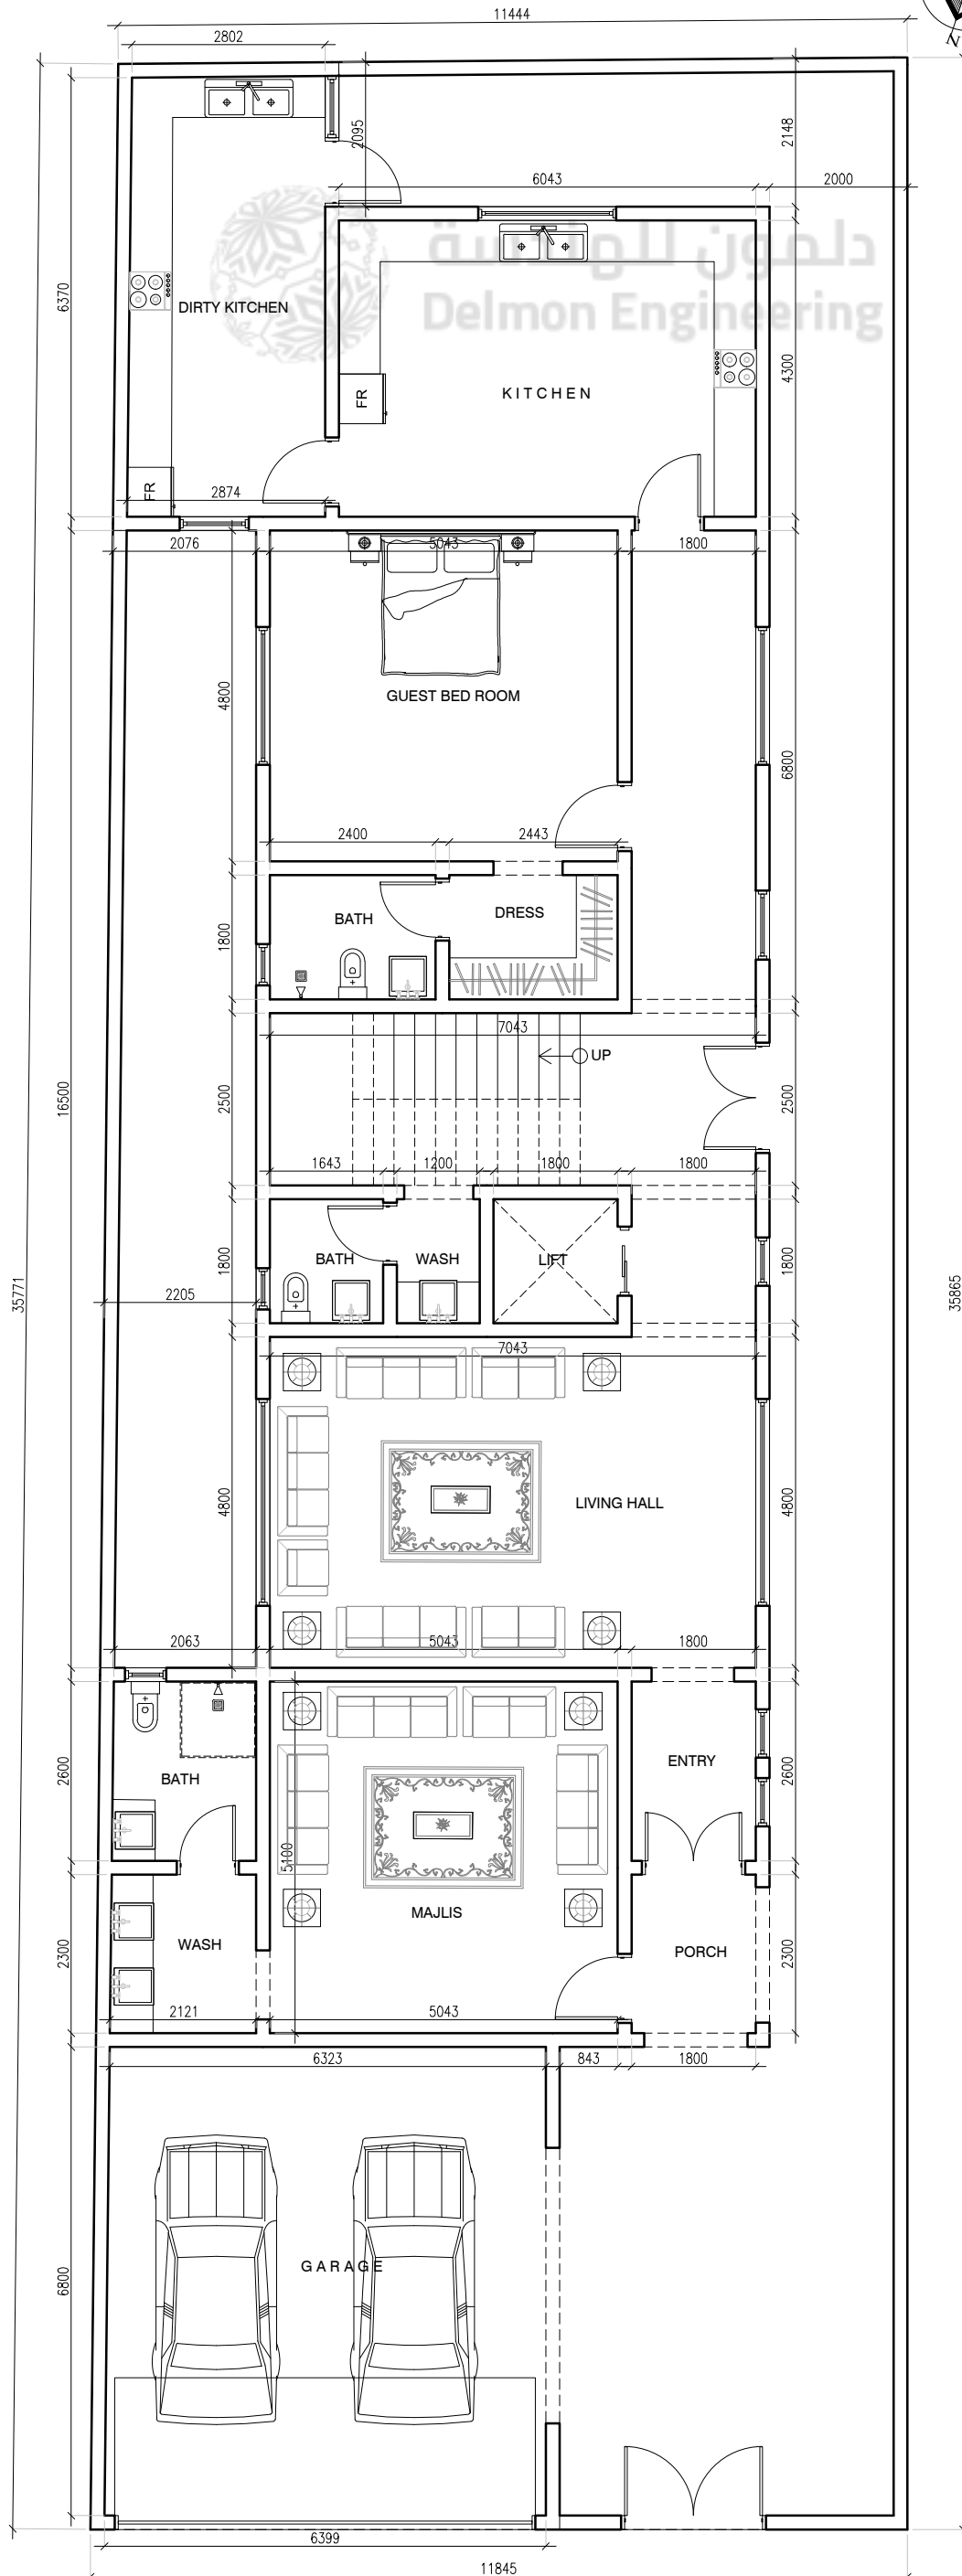 11444
N
2802
2095
2148
6043
2000
دلمون للهندسة
Delmon Engineering
6370
DIRTY KITCHEN
4300
KITCHEN
FR
FR
2874
2076
5043
1800
4800
GUEST BED ROOM
6800
2400
2443
BATH
DRESS
1800
7043
UP
16500
2500
2500
1643
1200
1800
1800
BATH
WASH
LIFT
1800
1800
35771
2205
35865
7043
4800
LIVING HALL
4800
2063
5043
1800
2600
BATH
ENTRY
2600
5100
MAJLIS
2300
WASH
PORCH
2300
2121
5043
6323
843
1800
GARAGE
6800
6399
11845